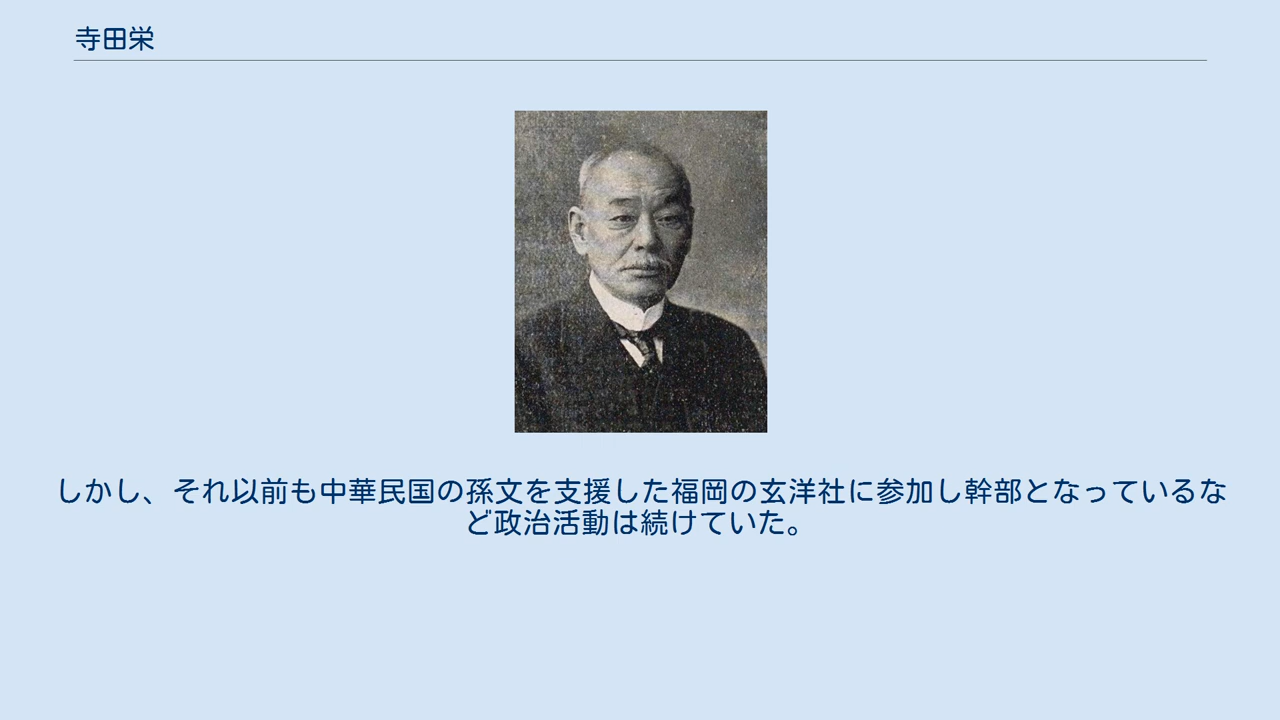 寺田栄
しかし、それ以前も中華民国の孫文を支援した福岡の玄洋社に参加し幹部となっているな
ど政治活動は続けていた。